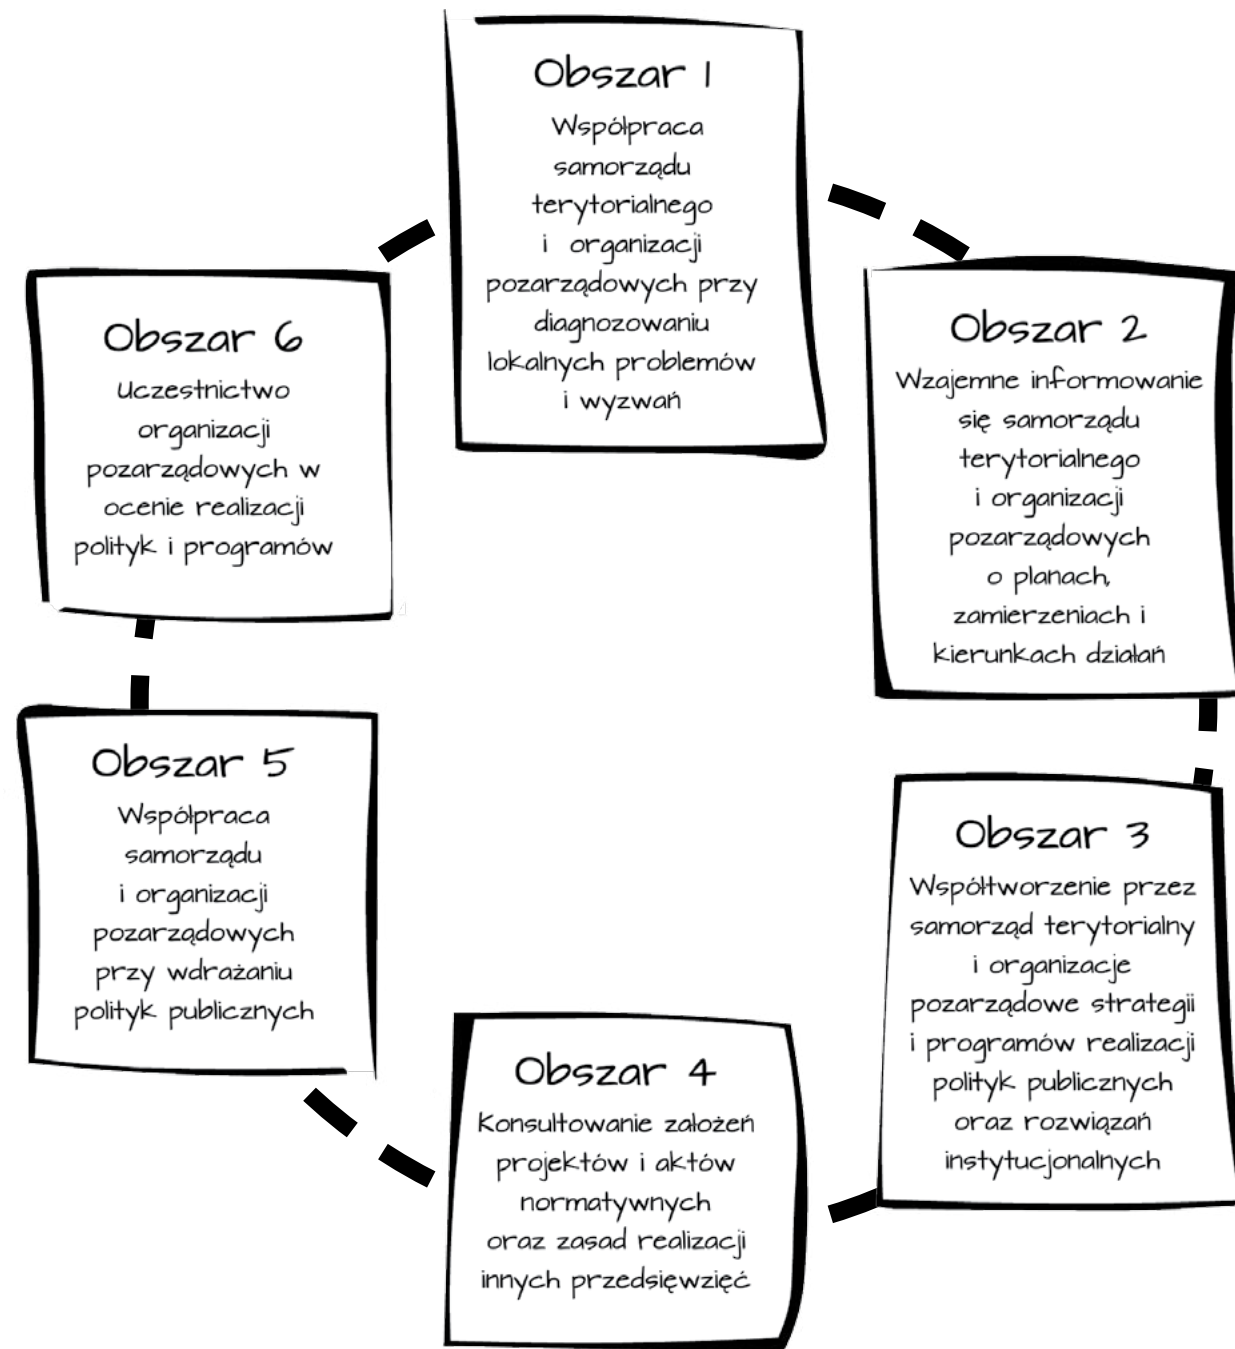 Obszar 1
Współpraca
samorządu
terytorialnego
i organizacji
pozarządowych przy
diagnozowaniu
lokalnych problemów
i wyzwań
Obszar 2
Wzajemne informowanie
się samorządu
terytorialnego
i organizacji
pozarządowych
o planach,
zamierzeniach i
kierunkach działań
Obszar 3
Współtworzenie przez
samorząd terytorialny
i organizacje
pozarządowe strategii
i programów realizacji
polityk publicznych
oraz rozwiązań
instytucjonalnych
Obszar 4
Konsultowanie założeń
projektów i aktów
normatywnych
oraz zasad realizacji
innych przedsięwzięć
Obszar 5
Współpraca
samorządu
i organizacji
pozarządowych
przy wdrażaniu
polityk publicznych
Obszar 6
Uczestnictwo
organizacji
pozarządowych w
ocenie realizacji
polityk i programów